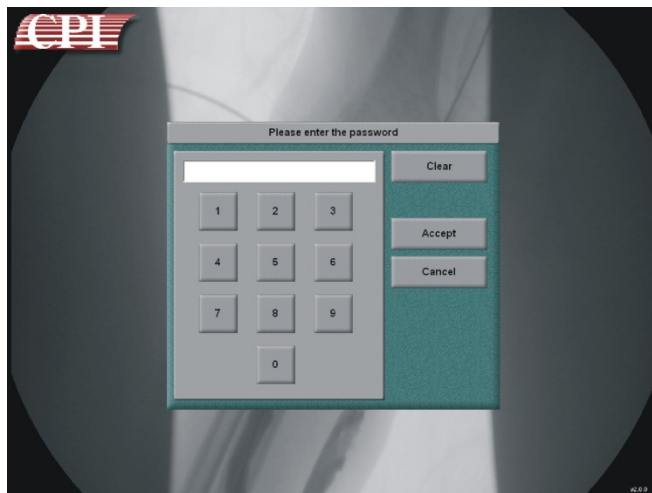 CPI
Please enter the password
Clear
1 2 3
Accept
4 5 6
Cancel
7 8 9
0
v2.0.0